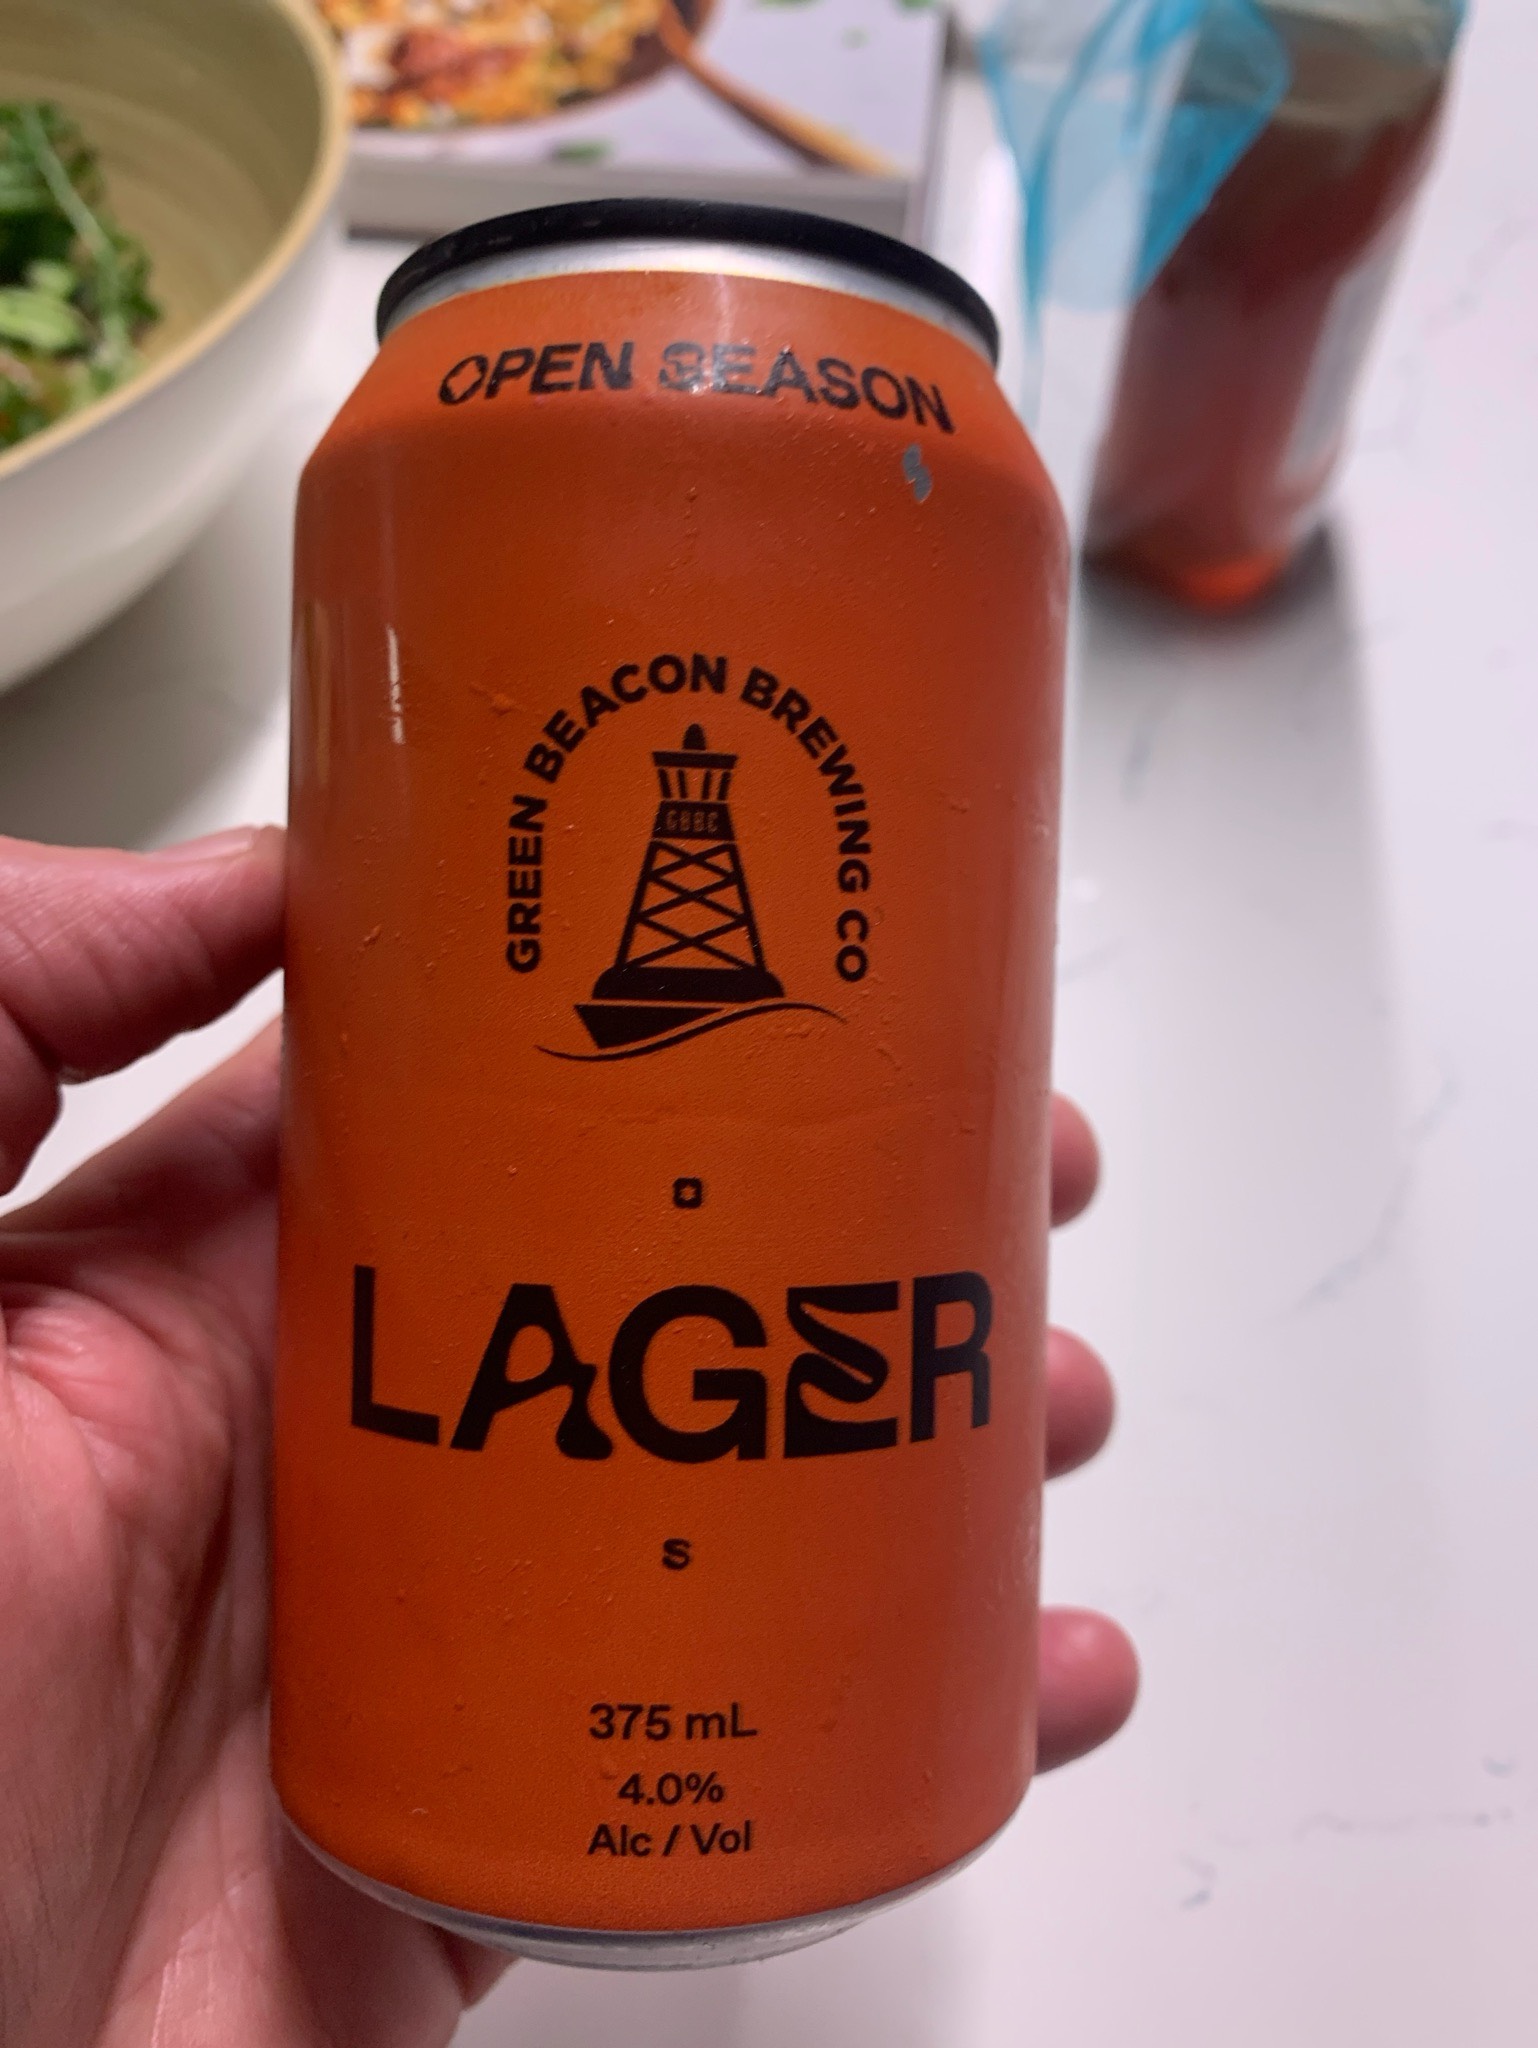 OPEN SEASON
GREEN BEACON BREWING CO
GBBC
O
LAGER
S
375 mL
4.0%
Alc / Vol